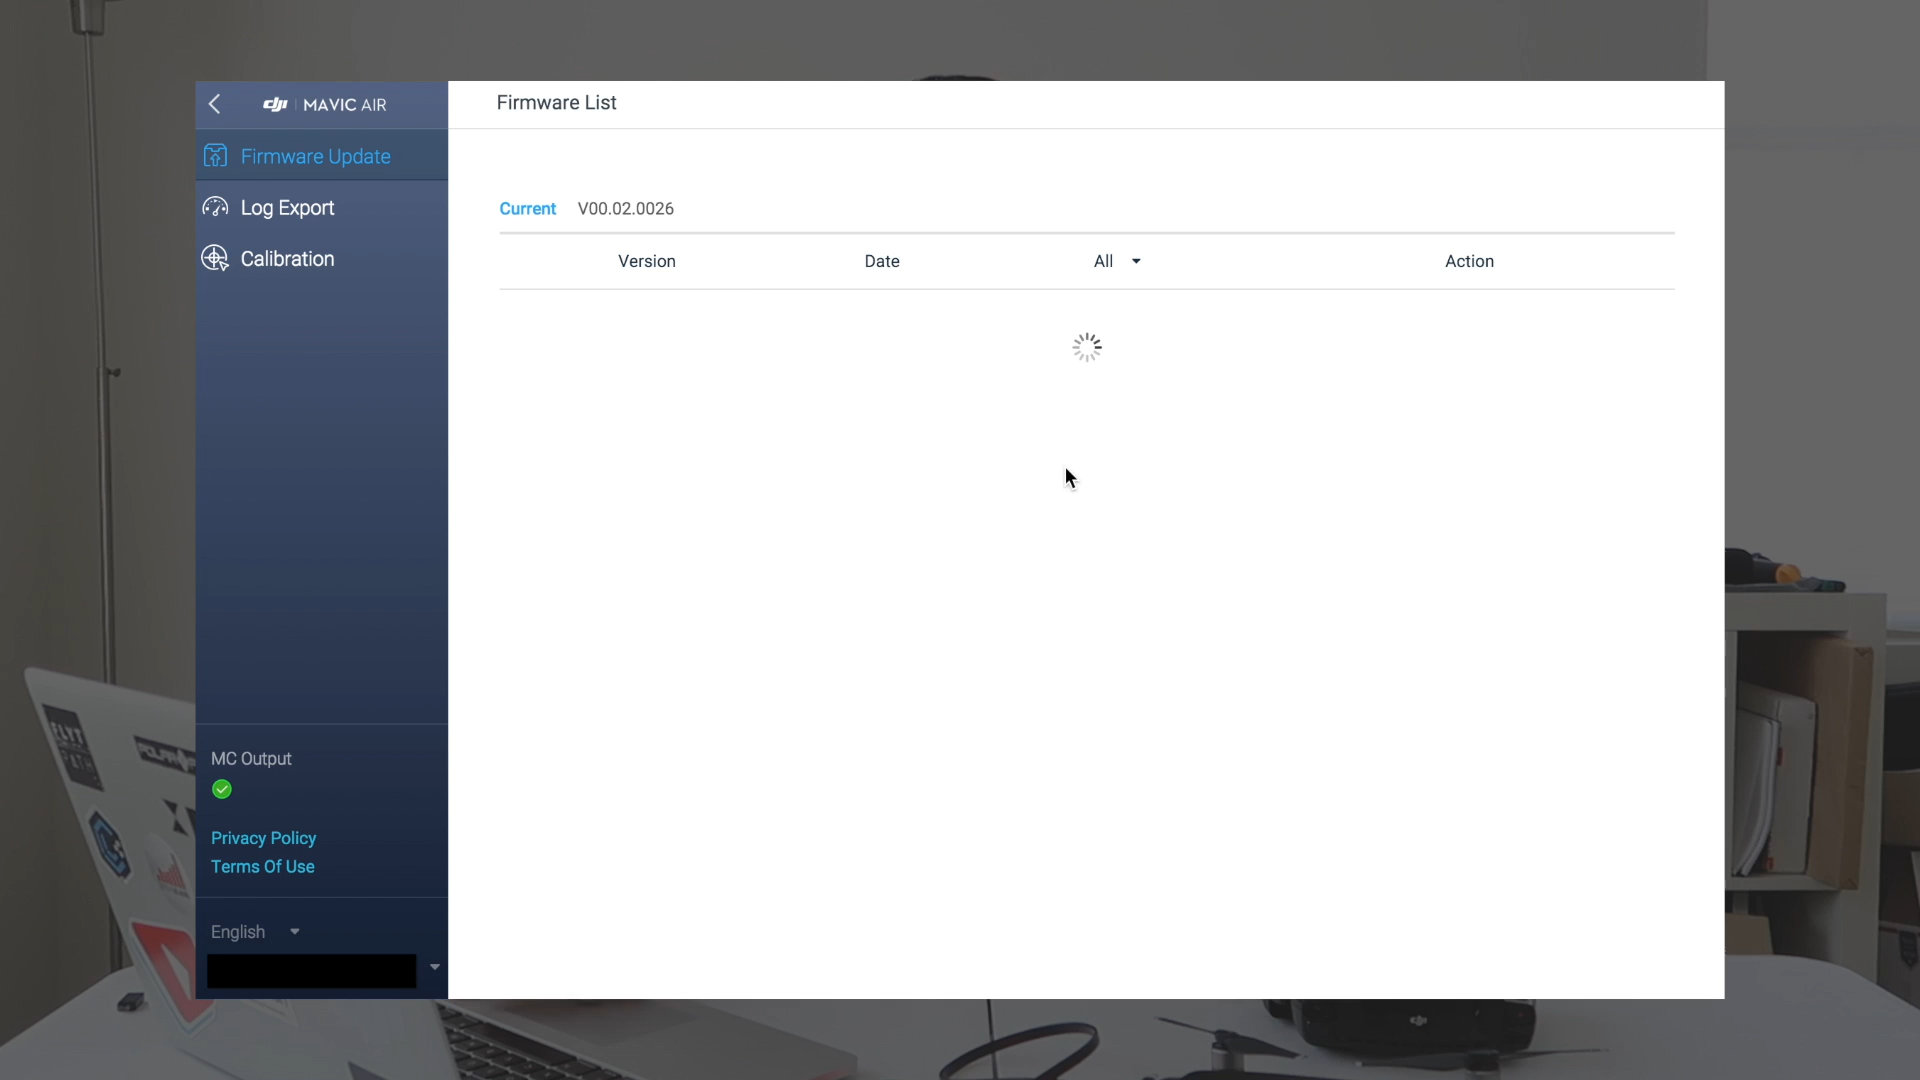 dji MAVIC AIR
Firmware List
Firmware Update
Log Export
Calibration
Current V00.02.0026
Version Date All Action
MC Output
Privacy Policy
Terms Of Use
English